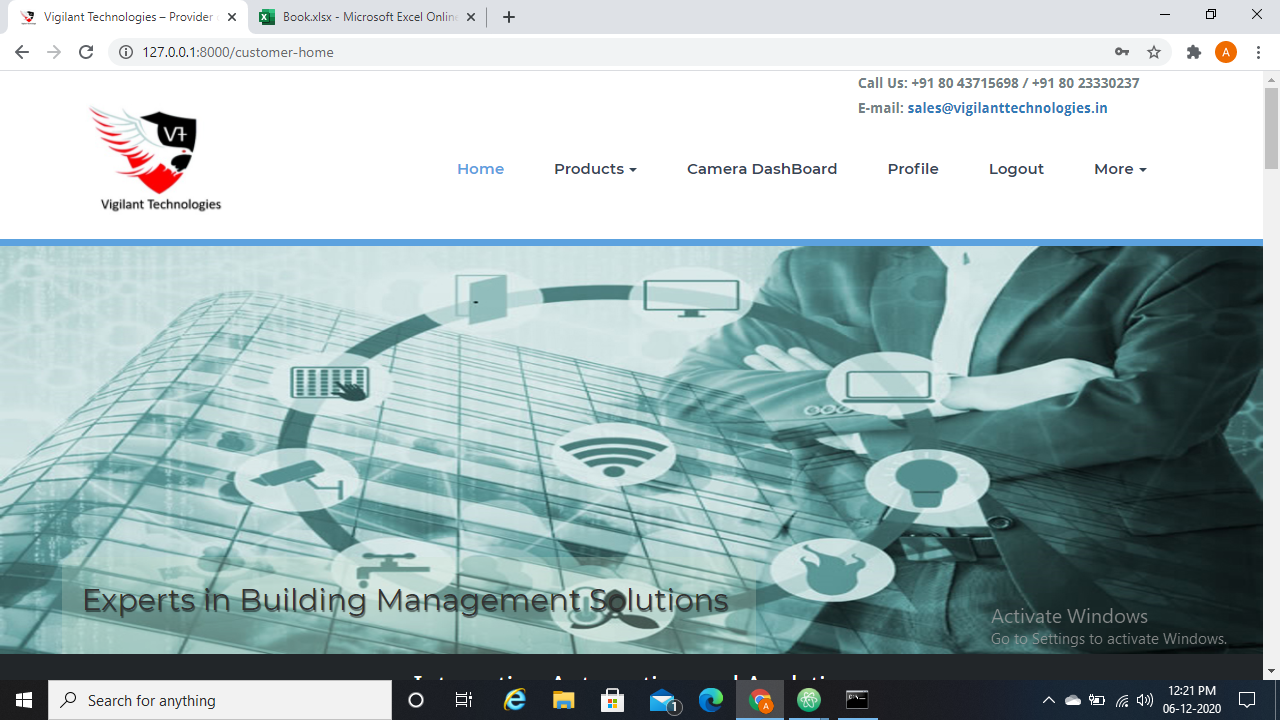 Vigilant Technologies – Provider
Book.xlsx - Microsoft Excel Online
127.0.0.1:8000/customer-home
A
Call Us: +91 80 43715698 / +91 80 23330237
E-mail: sales@vigilanttechnologies.in
VT
Vigilant Technologies
Home
Products
Camera DashBoard
Profile
Logout
More
Experts in Building Management Solutions
Activate Windows
Go to Settings to activate Windows.
Search for anything
1
A
12:21 PM
06-12-2020